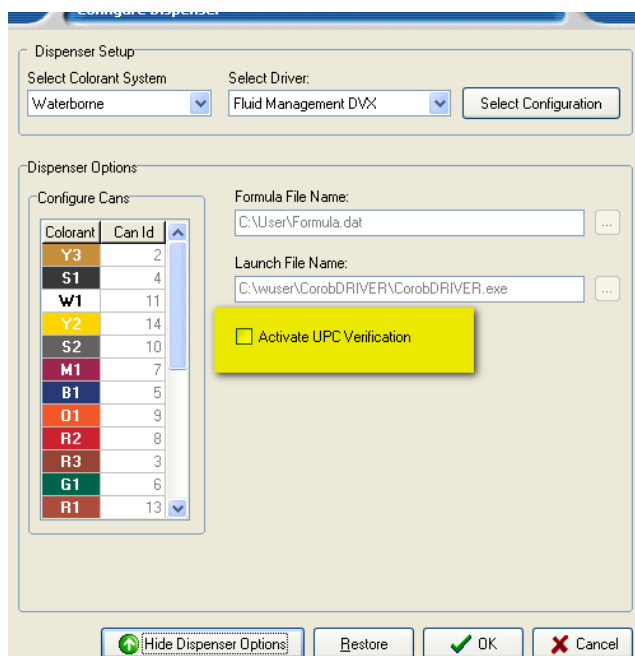 Configure Dispenser
Dispenser Setup
Select Colorant System
Select Driver:
Waterborne
Fluid Management DVX
Select Configuration
Dispenser Options
Configure Cans
Colorant Can Id
Y3 2
S1 4
W1 11
Y2 14
S2 10
M1 7
B1 5
O1 9
R2 8
R3 3
G1 6
R1 13
Formula File Name:
C:\User\Formula.dat
...
Launch File Name:
C:\wuser\CorobDRIVER\CorobDRIVER.exe
...
Activate UPC Verification
Hide Dispenser Options
Restore
OK
Cancel